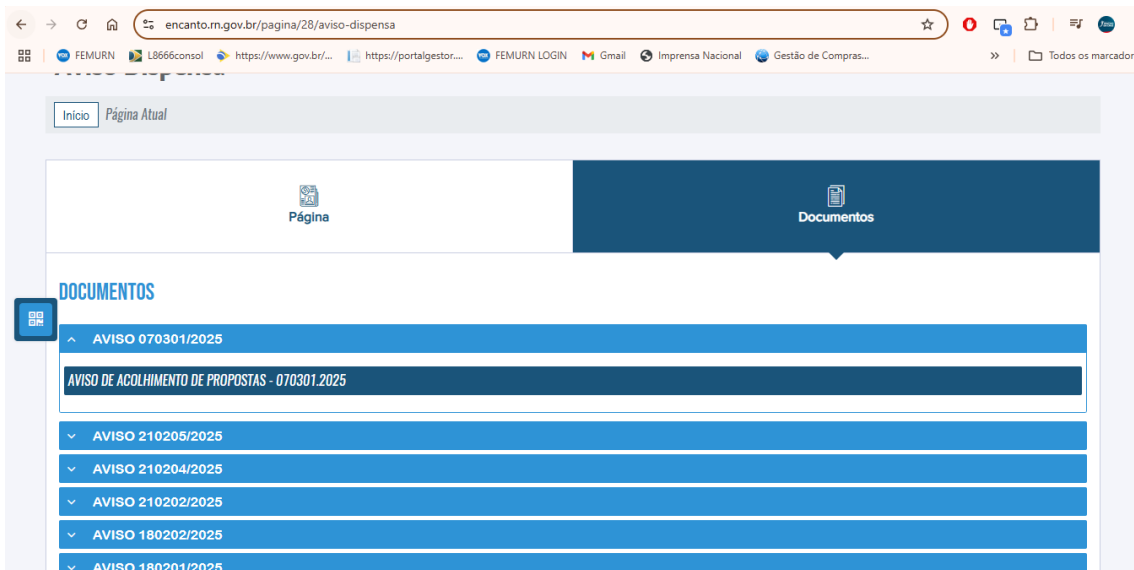 encanto.rn.gov.br/pagina/28/aviso-dispensa
FEMURN L8666consol https://www.gov.br/... https://portalgestor.... FEMURN LOGIN Gmail Imprensa Nacional Gestão de Compras... » Todos os marcador
Aviso Dispensa
Início Página Atual
Página Documentos
DOCUMENTOS
AVISO 070301/2025
AVISO DE ACOLHIMENTO DE PROPOSTAS - 070301.2025
AVISO 210205/2025
AVISO 210204/2025
AVISO 210202/2025
AVISO 180202/2025
AVISO 180201/2025